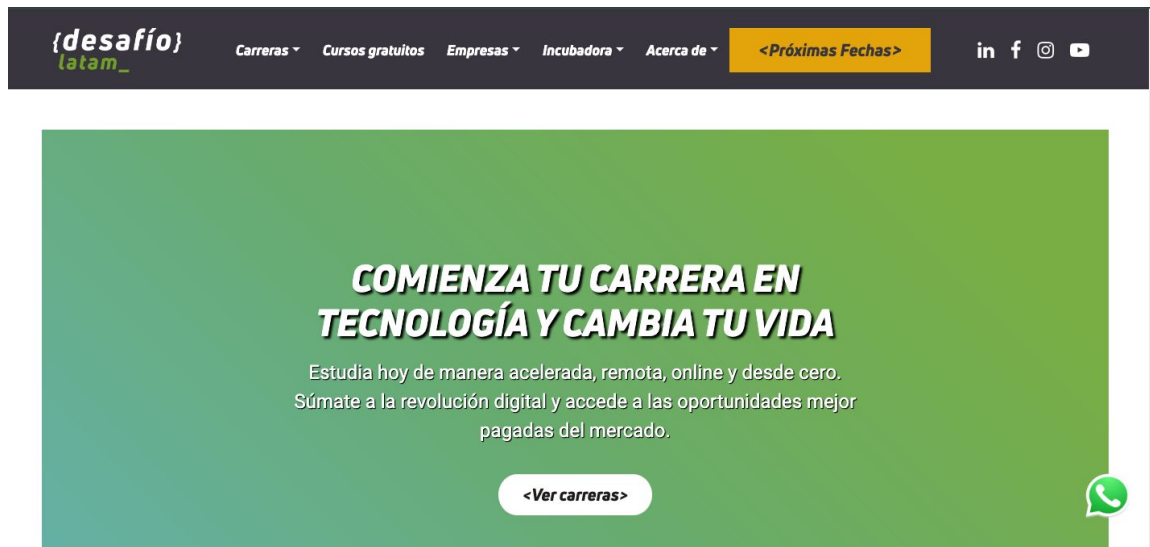 {desafío}
latam_
Carreras Cursos gratuitos Empresas Incubadora Acerca de <Próximas Fechas> in f
COMIENZA TU CARRERA EN
TECNOLOGÍA Y CAMBIA TU VIDA
Estudia hoy de manera acelerada, remota, online y desde cero.
Súmate a la revolución digital y accede a las oportunidades mejor
pagadas del mercado.
<Ver carreras>